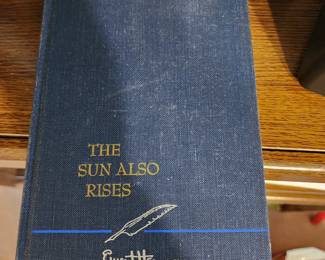 THE
SUN ALSO
RISES